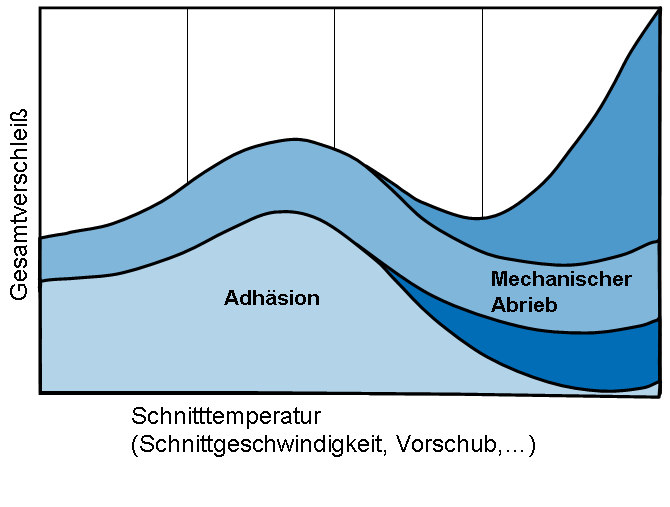 Gesamtverschleiß
Adhäsion
Mechanischer
Abrieb
Schnitttemperatur
(Schnittgeschwindigkeit, Vorschub,…)